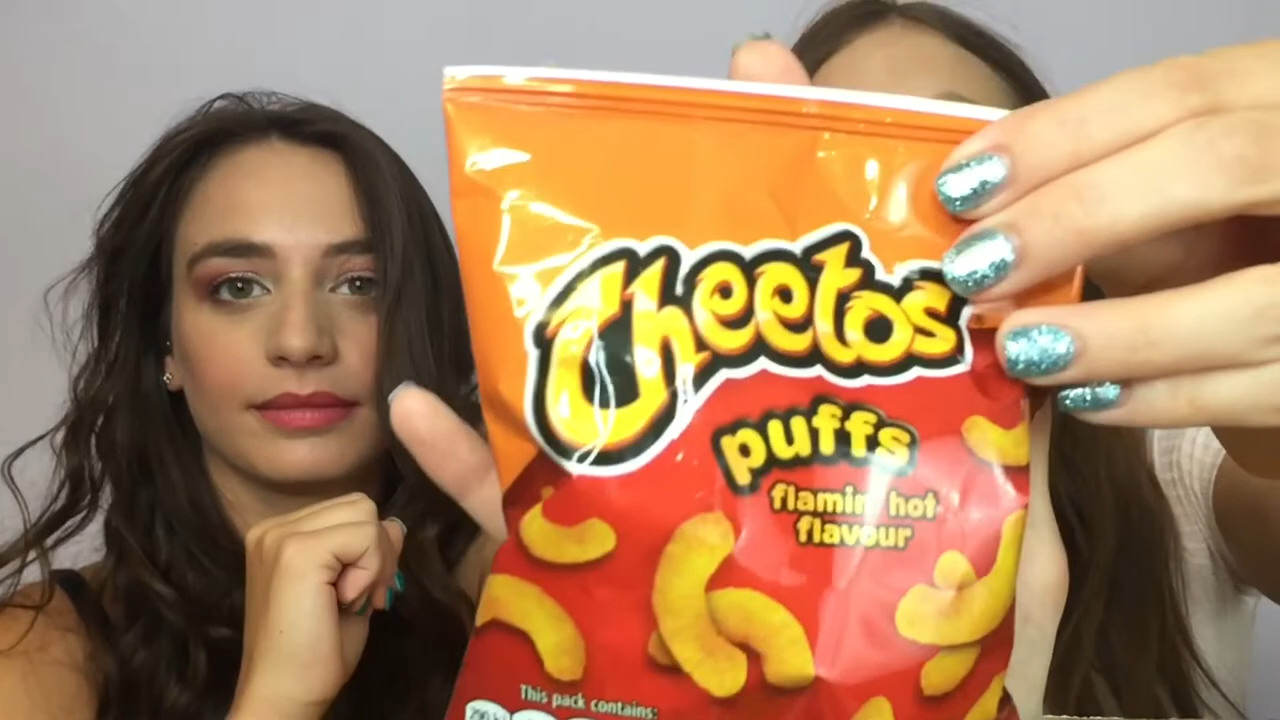 Cheetos
puffs
flamin hot
flavour
This pack contains: